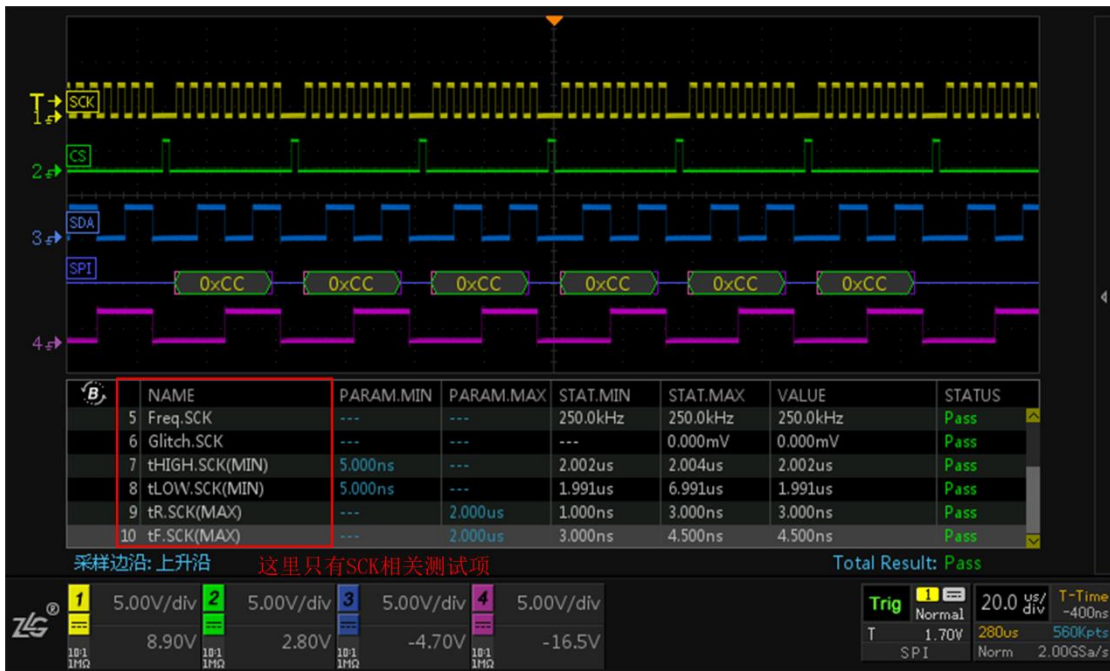 T SCK
1
CS
2
SDA
3
SPI 0xCC 0xCC 0xCC 0xCC 0xCC 0xCC
4
B NAME PARAM.MIN PARAM.MAX STAT.MIN STAT.MAX VALUE STATUS
5 Freq.SCK --- --- 250.0kHz 250.0kHz 250.0kHz Pass
6 Glitch.SCK --- --- --- 0.000mV 0.000mV Pass
7 tHIGH.SCK(MIN) 5.000ns --- 2.002us 2.004us 2.002us Pass
8 tLOW.SCK(MIN) 5.000ns --- 1.991us 6.991us 1.991us Pass
9 tR.SCK(MAX) --- 2.000us 1.000ns 3.000ns 3.000ns Pass
10 tF.SCK(MAX) --- 2.000us 3.000ns 4.500ns 4.500ns Pass
采样边沿: 上升沿 这里只有SCK相关测试项 Total Result: Pass
ZLG® 1 5.00V/div 2 5.00V/div 3 5.00V/div 4 5.00V/div Trig 1 Normal 20.0 us/div T-Time -400ns
10:1 1MΩ 8.90V 10:1 1MΩ 2.80V 10:1 1MΩ -4.70V 10:1 1MΩ -16.5V T 1.70V 280us 560Kpts
SPI Norm 2.00GSa/s